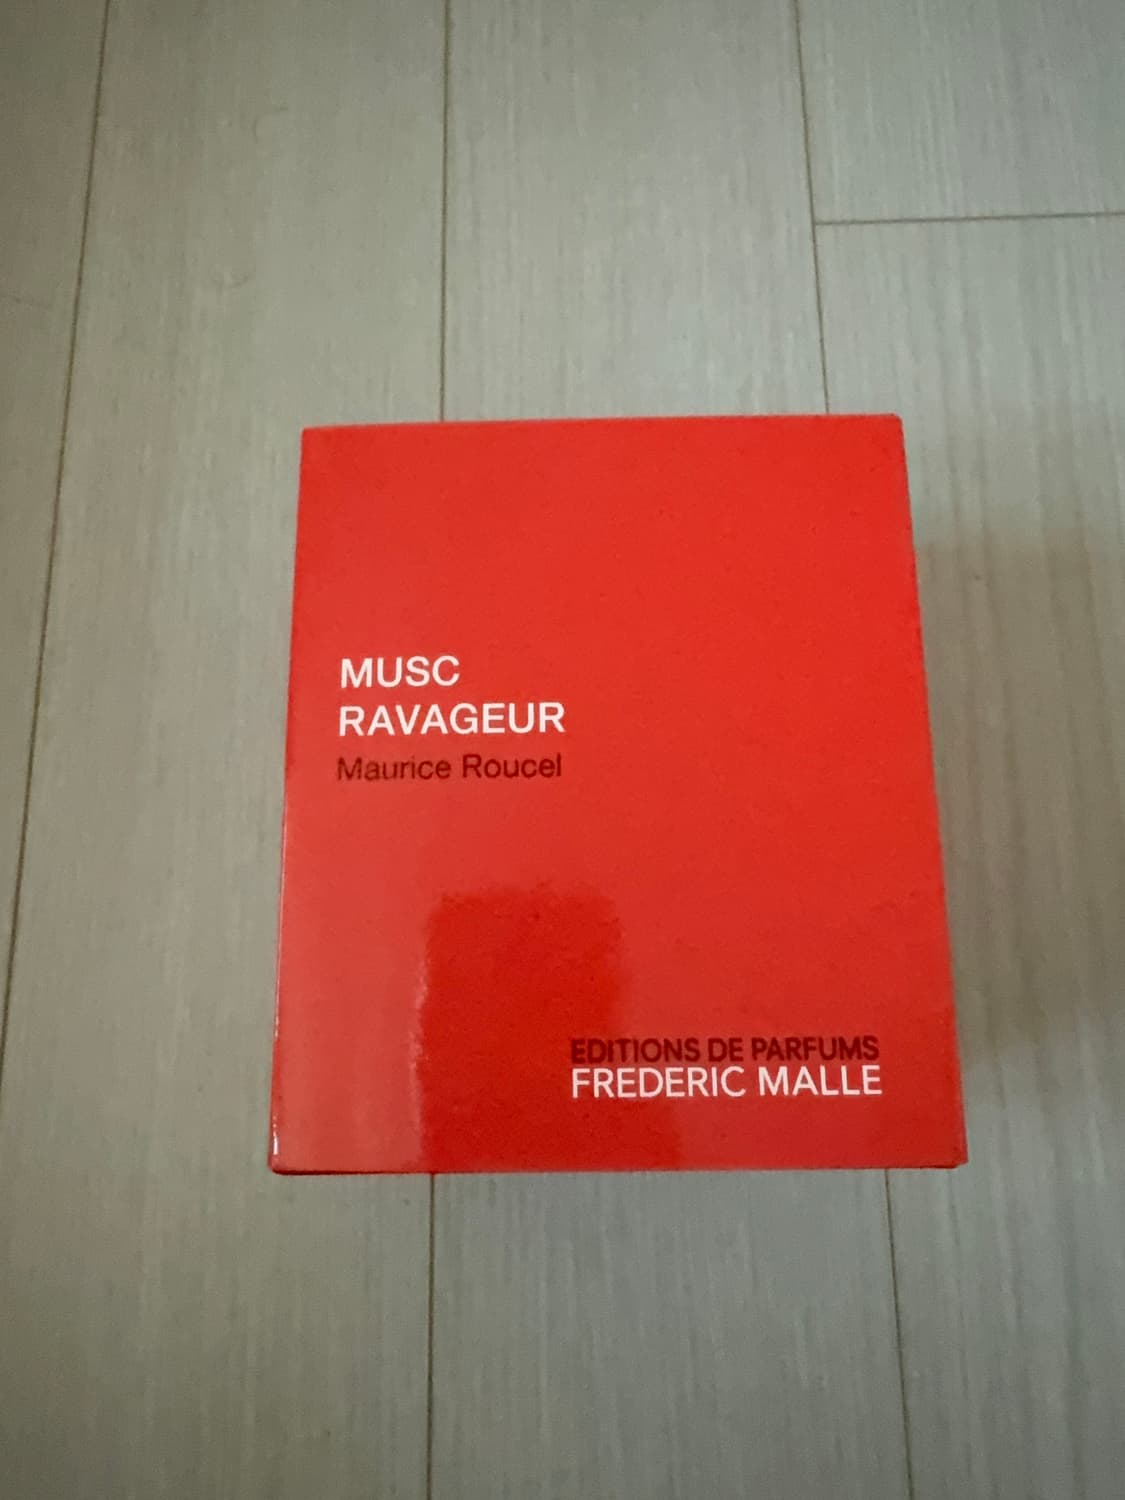 MUSC
RAVAGEUR
Maurice Roucel
EDITIONS DE PARFUMS
FREDERIC MALLE